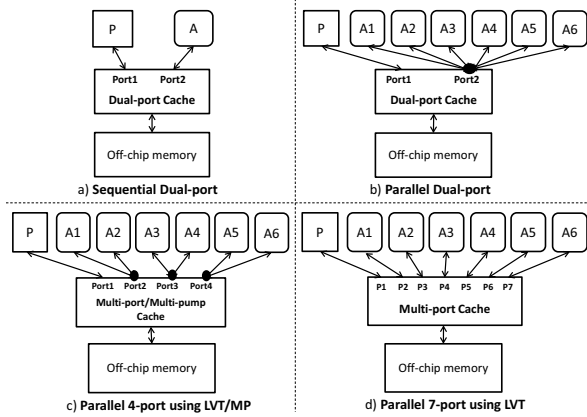 P
A
Port1
Port2
Dual-port Cache
Off-chip memory
a) Sequential Dual-port
P
A1
A2
A3
A4
A5
A6
Port1
Port2
Dual-port Cache
Off-chip memory
b) Parallel Dual-port
P
A1
A2
A3
A4
A5
A6
Port1
Port2
Port3
Port4
Multi-port/Multi-pump
Cache
Off-chip memory
c) Parallel 4-port using LVT/MP
P
A1
A2
A3
A4
A5
A6
P1
P2
P3
P4
P5
P6
P7
Multi-port Cache
Off-chip memory
d) Parallel 7-port using LVT